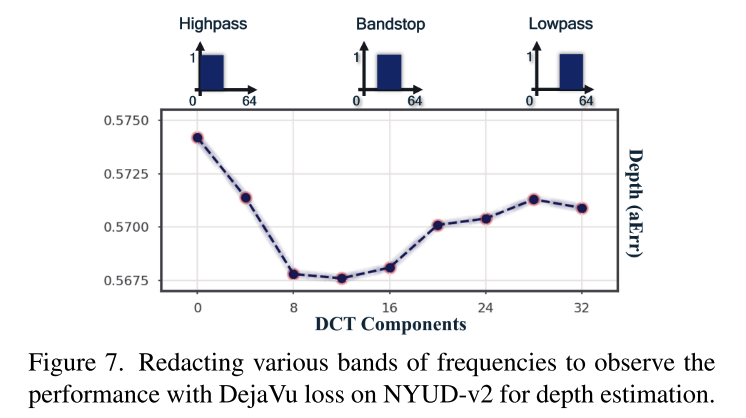 Highpass Bandstop Lowpass
1 1 1
0 64 0 64 0 64
0.5750
0.5725
0.5700
0.5675
Depth (aErr)
0 8 16 24 32
DCT Components
Figure 7. Redacting various bands of frequencies to observe the
performance with DejaVu loss on NYUD-v2 for depth estimation.